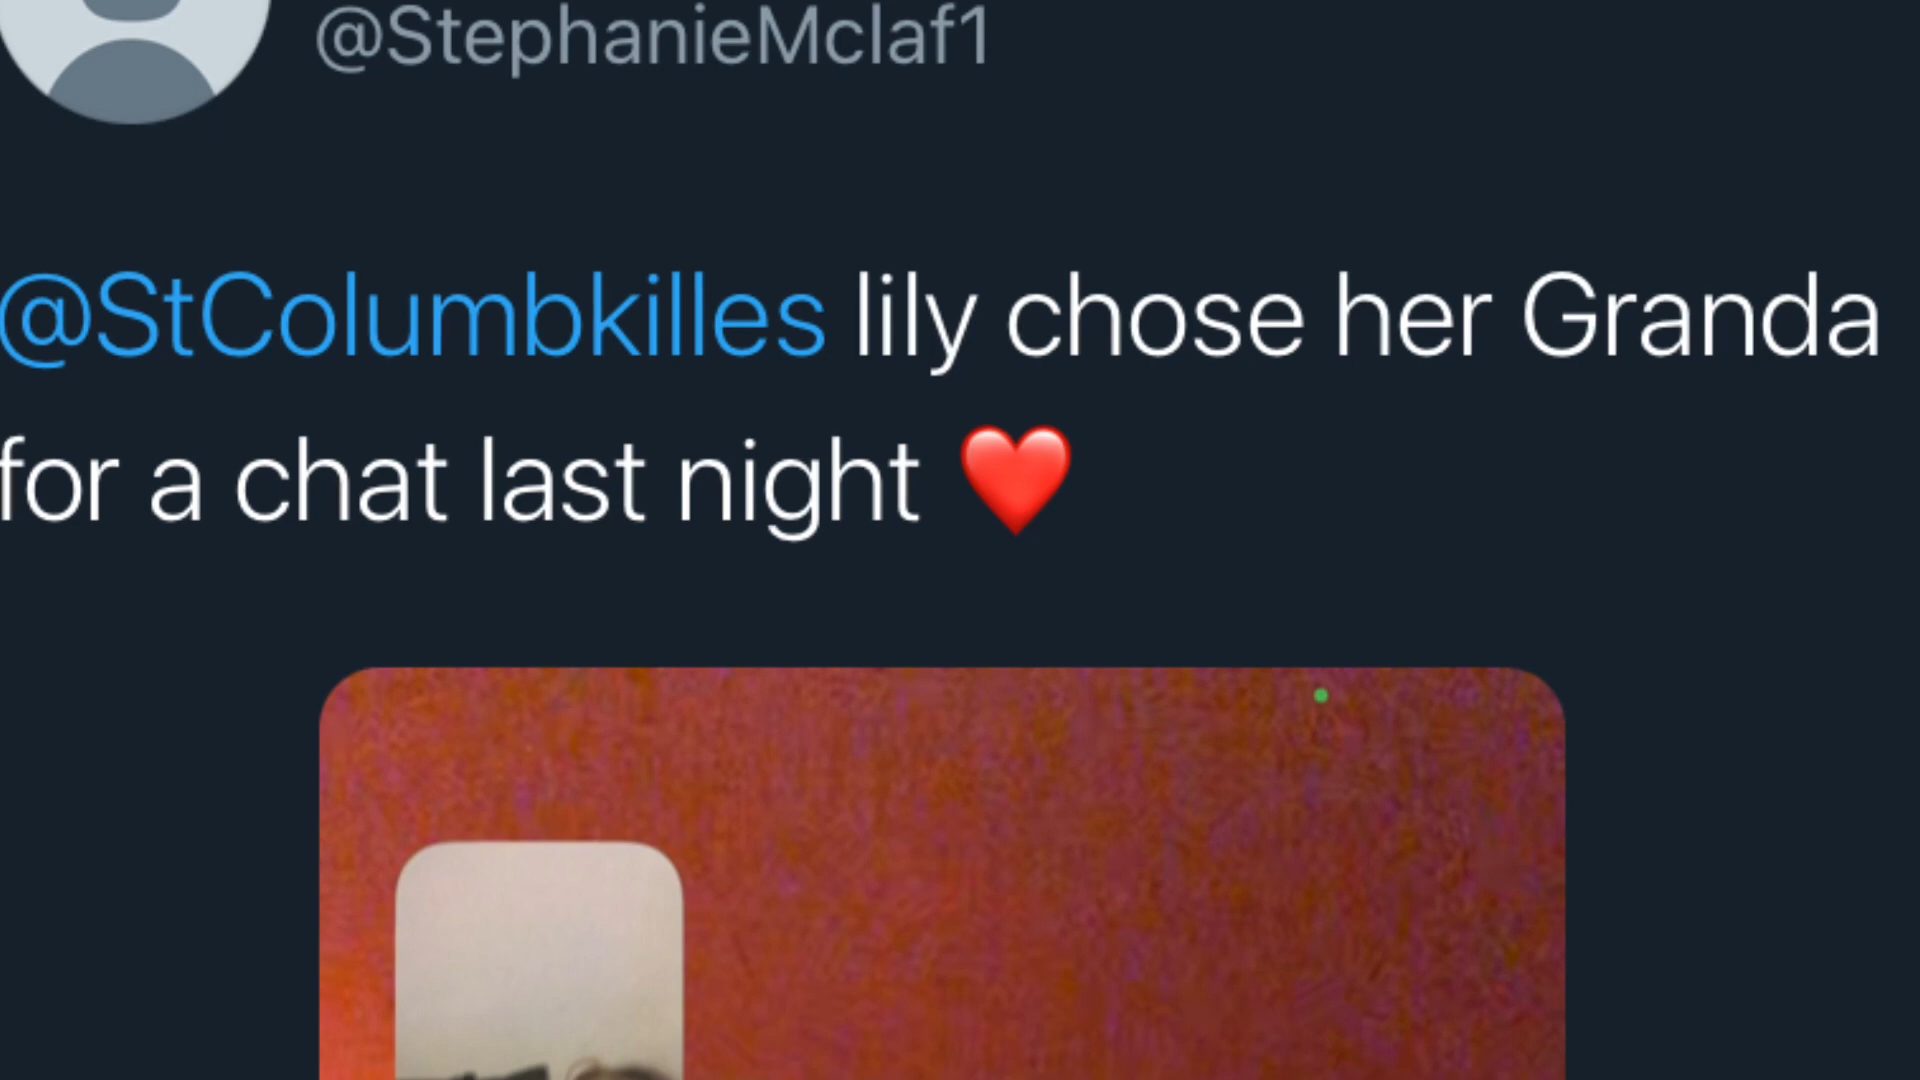 @StephanieMclaf1
@StColumbkilles lily chose her Granda
for a chat last night ❤️